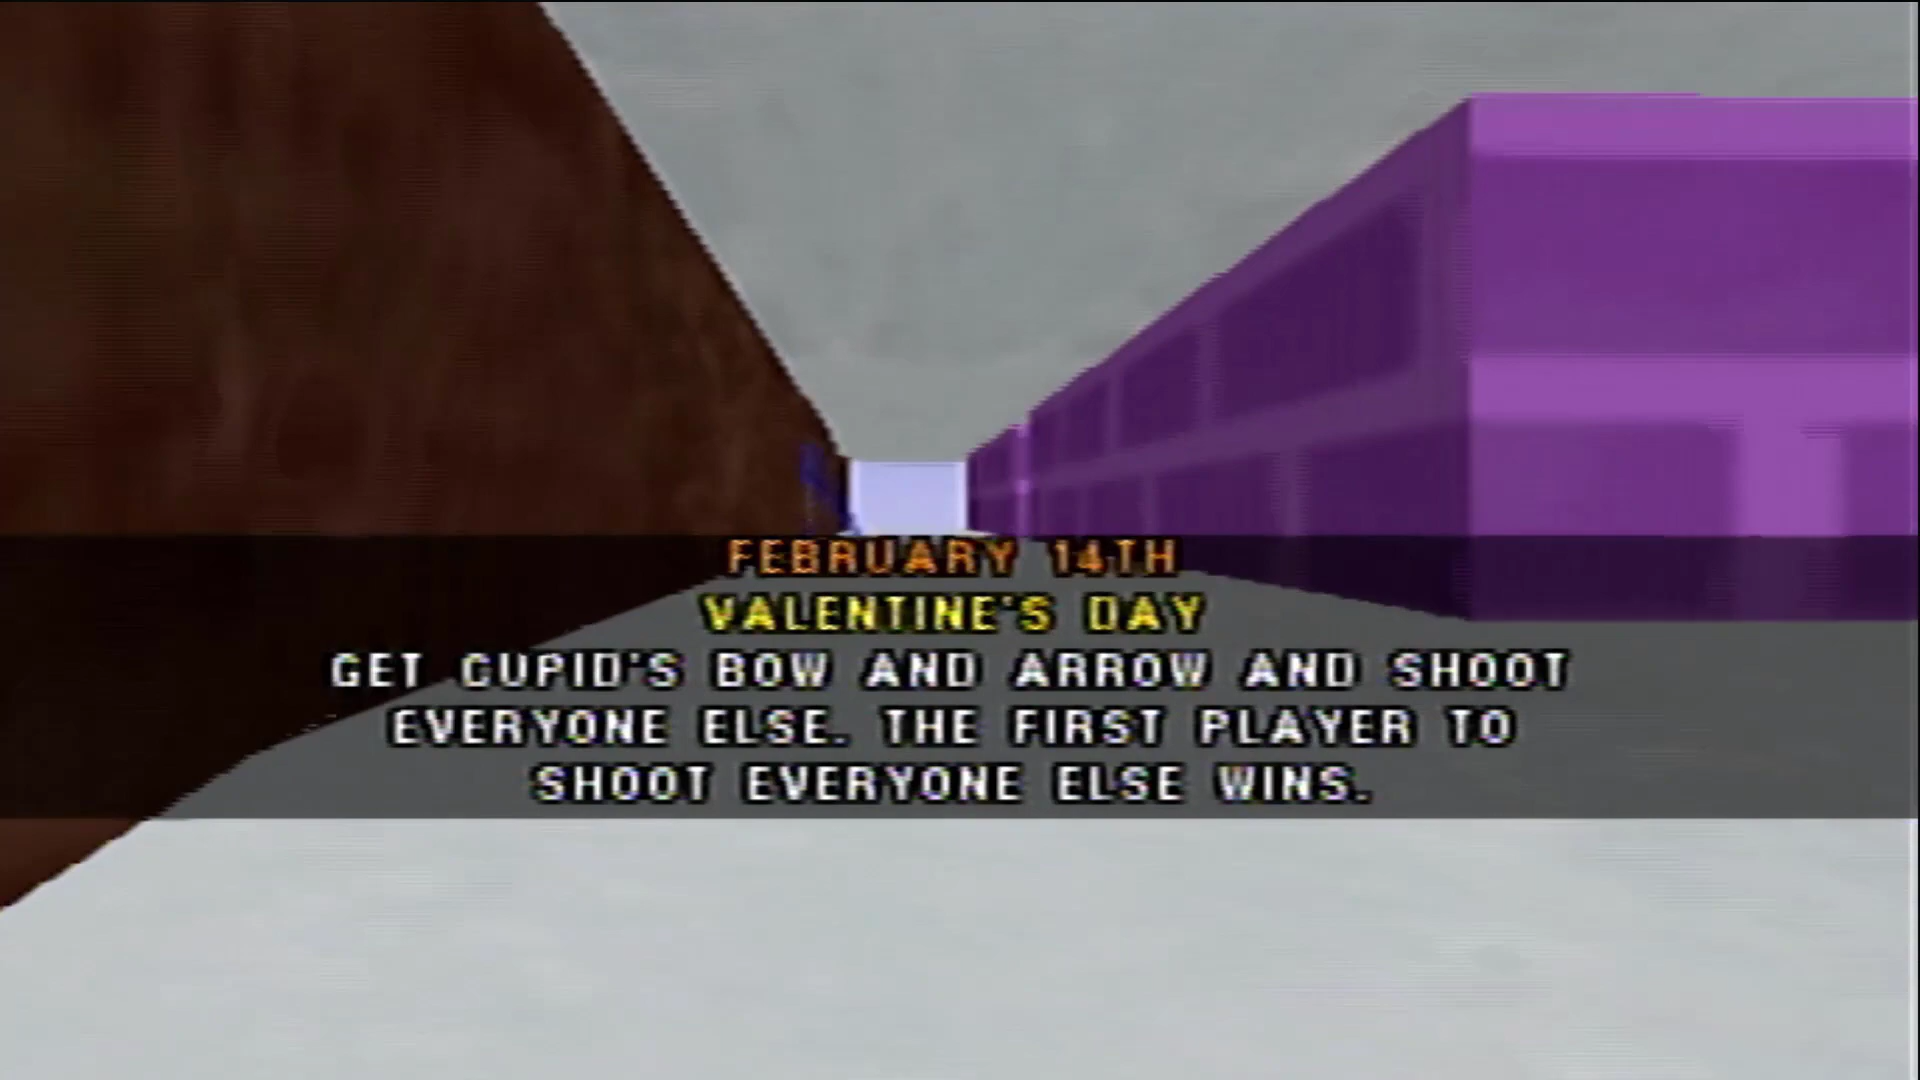 FEBRUARY 14TH
VALENTINE'S DAY
GET CUPID'S BOW AND ARROW AND SHOOT
EVERYONE ELSE. THE FIRST PLAYER TO
SHOOT EVERYONE ELSE WINS.